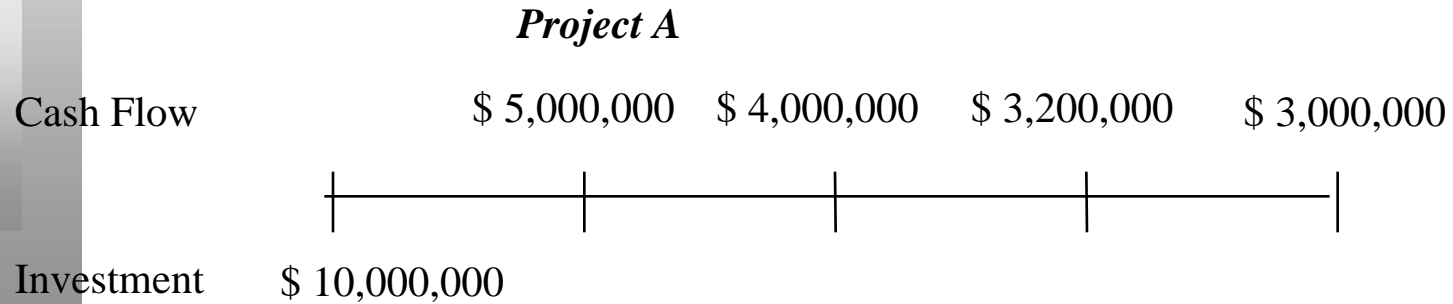 Project A
Cash Flow $ 5,000,000 $ 4,000,000 $ 3,200,000 $ 3,000,000
Investment $ 10,000,000